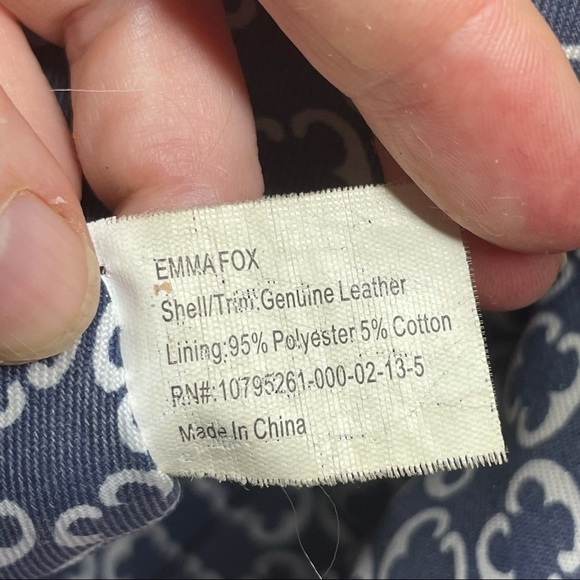 EMMA FOX
Shell/Trim:Genuine Leather
Lining:95% Polyester 5% Cotton
RN#:10795261-000-02-13-5
Made In China